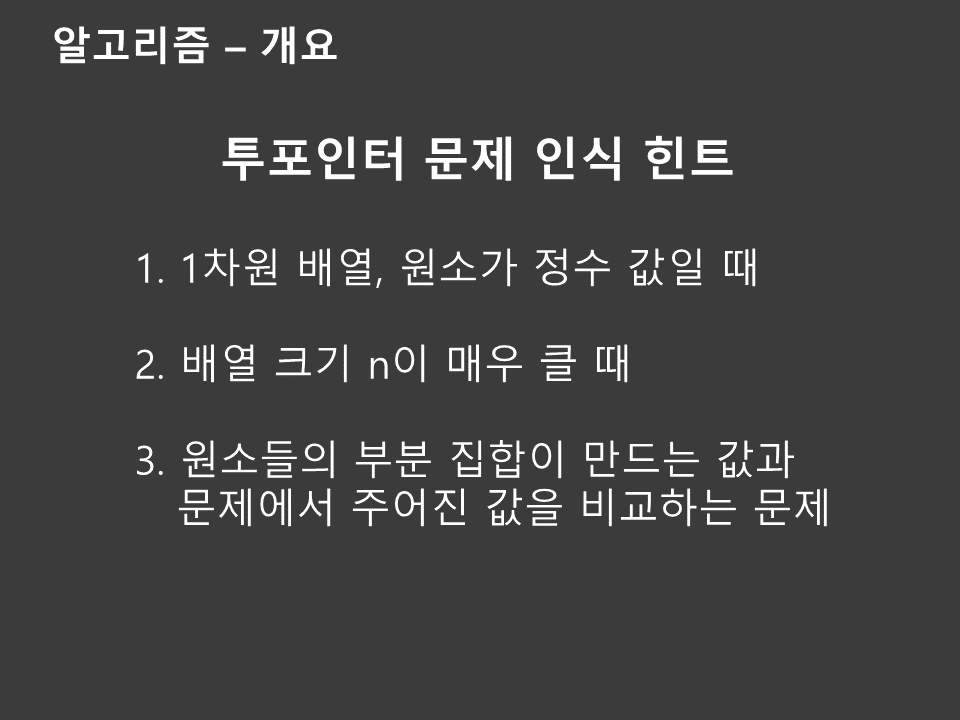 알고리즘 – 개요
투포인터 문제 인식 힌트
1. 1차원 배열, 원소가 정수 값일 때
2. 배열 크기 n이 매우 클 때
3. 원소들의 부분 집합이 만드는 값과
문제에서 주어진 값을 비교하는 문제